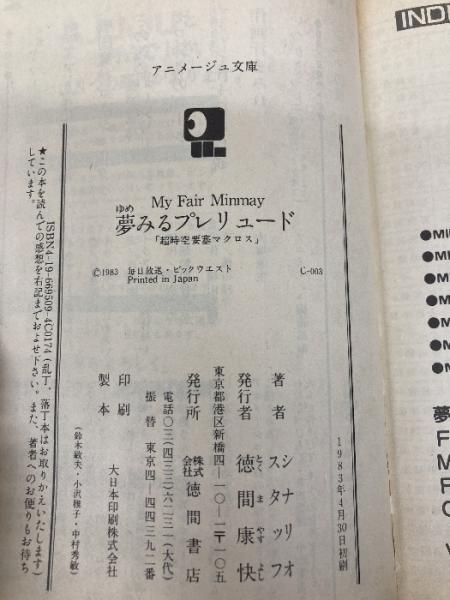 アニメージュ文庫
My Fair Minmay
ゆめ
夢みるプレリュード
「超時空要塞マクロス」
©1983 毎日放送・ビックウエスト
Printed in Japan
C-003
1983年4月30日初刷
著者 シナリオ
スタッフ
発行者 徳間康快
とくまやすよし
発行所 株式会社 徳間書店
東京都港区新橋四―一〇―一 〒一〇五
電話〇三(四三三)六二三一(大代)
振替 東京四―四四三九二番
印刷
製本
大日本印刷株式会社
(鈴木敏夫・小沢穣子・中村秀敏)
ISBN4-19-669509-4C0174(乱丁、落丁本はお取りかえいたします)
★この本を読んでの感想を右記までおよせ下さい。また、著者へのお便りもお待ち
しています。
夢